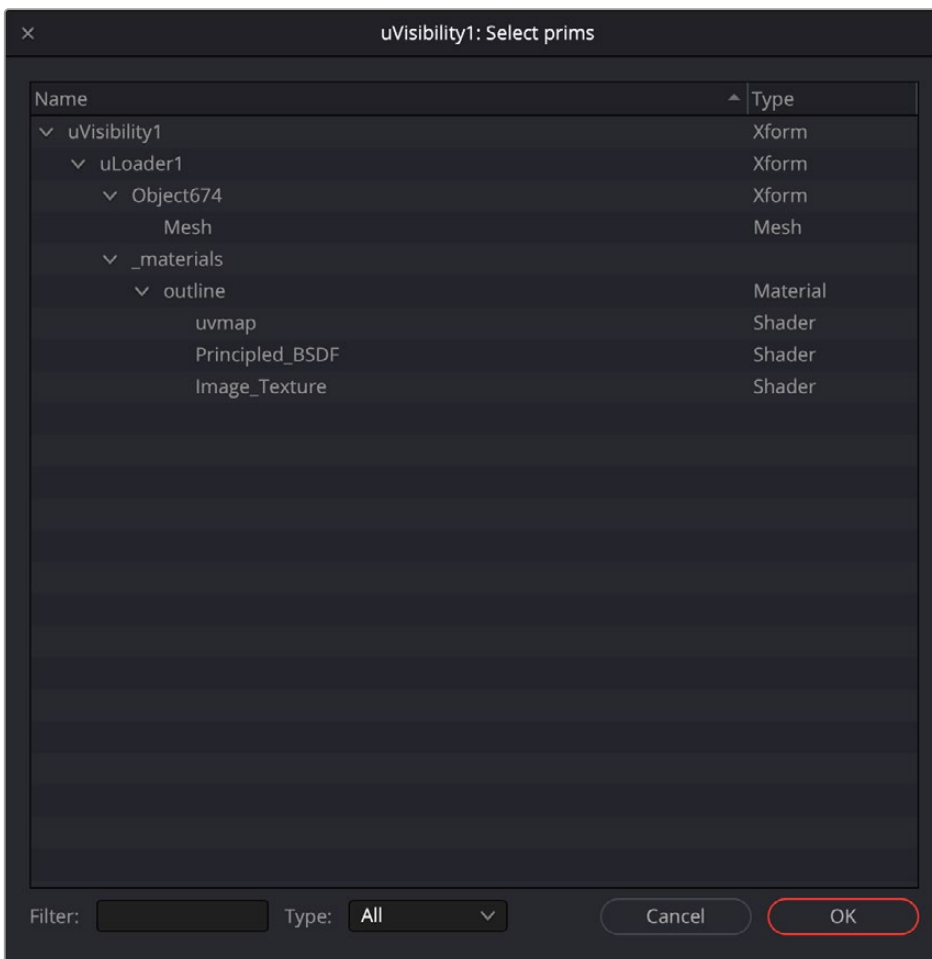 uVisibility1: Select prims
Name Type
uVisibility1 Xform
uLoader1 Xform
Object674 Xform
Mesh Mesh
_materials
outline Material
uvmap Shader
Principled_BSDF Shader
Image_Texture Shader
Filter: Type: All Cancel OK